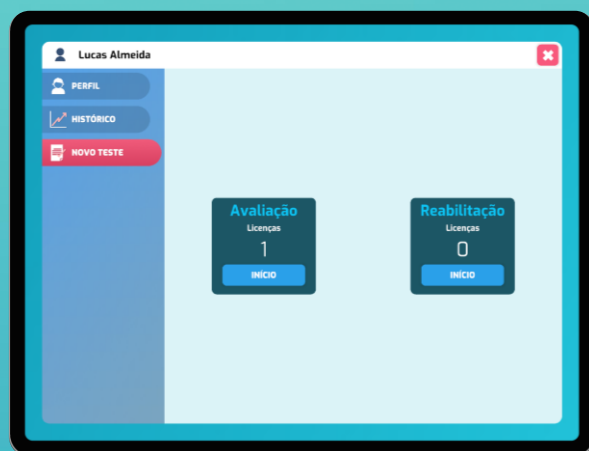 Lucas Almeida
PERFIL
HISTÓRICO
NOVO TESTE
Avaliação
Licenças
1
INÍCIO
Reabilitação
Licenças
0
INÍCIO